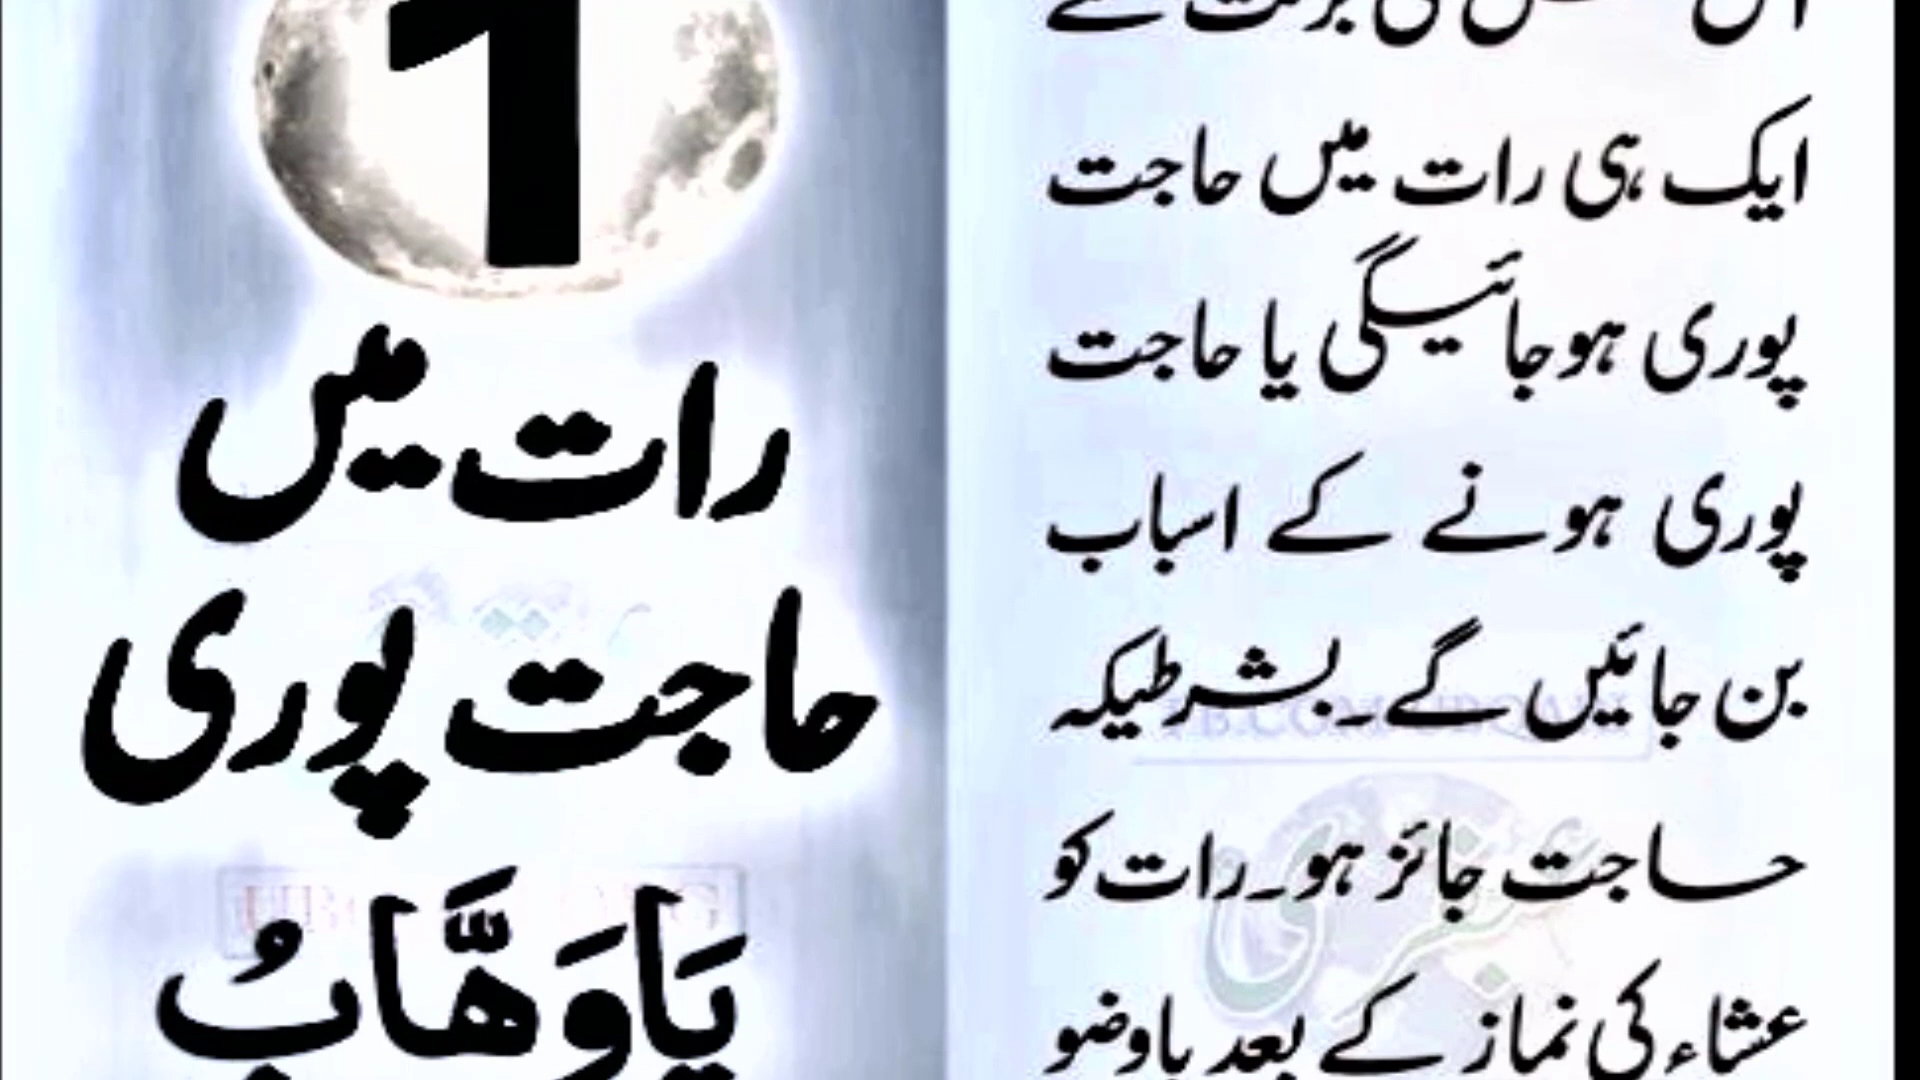 1
رات میں
حاجت پوری
یَاوَهَّابُ
ایک ہی رات میں حاجت
پوری ہوجائیگی یا حاجت
پوری ہونے کے اسباب
بن جائیں گے۔بشرطیکہ
حاجت جائز ہو۔رات کو
عشاء کی نماز کے بعد باوضو